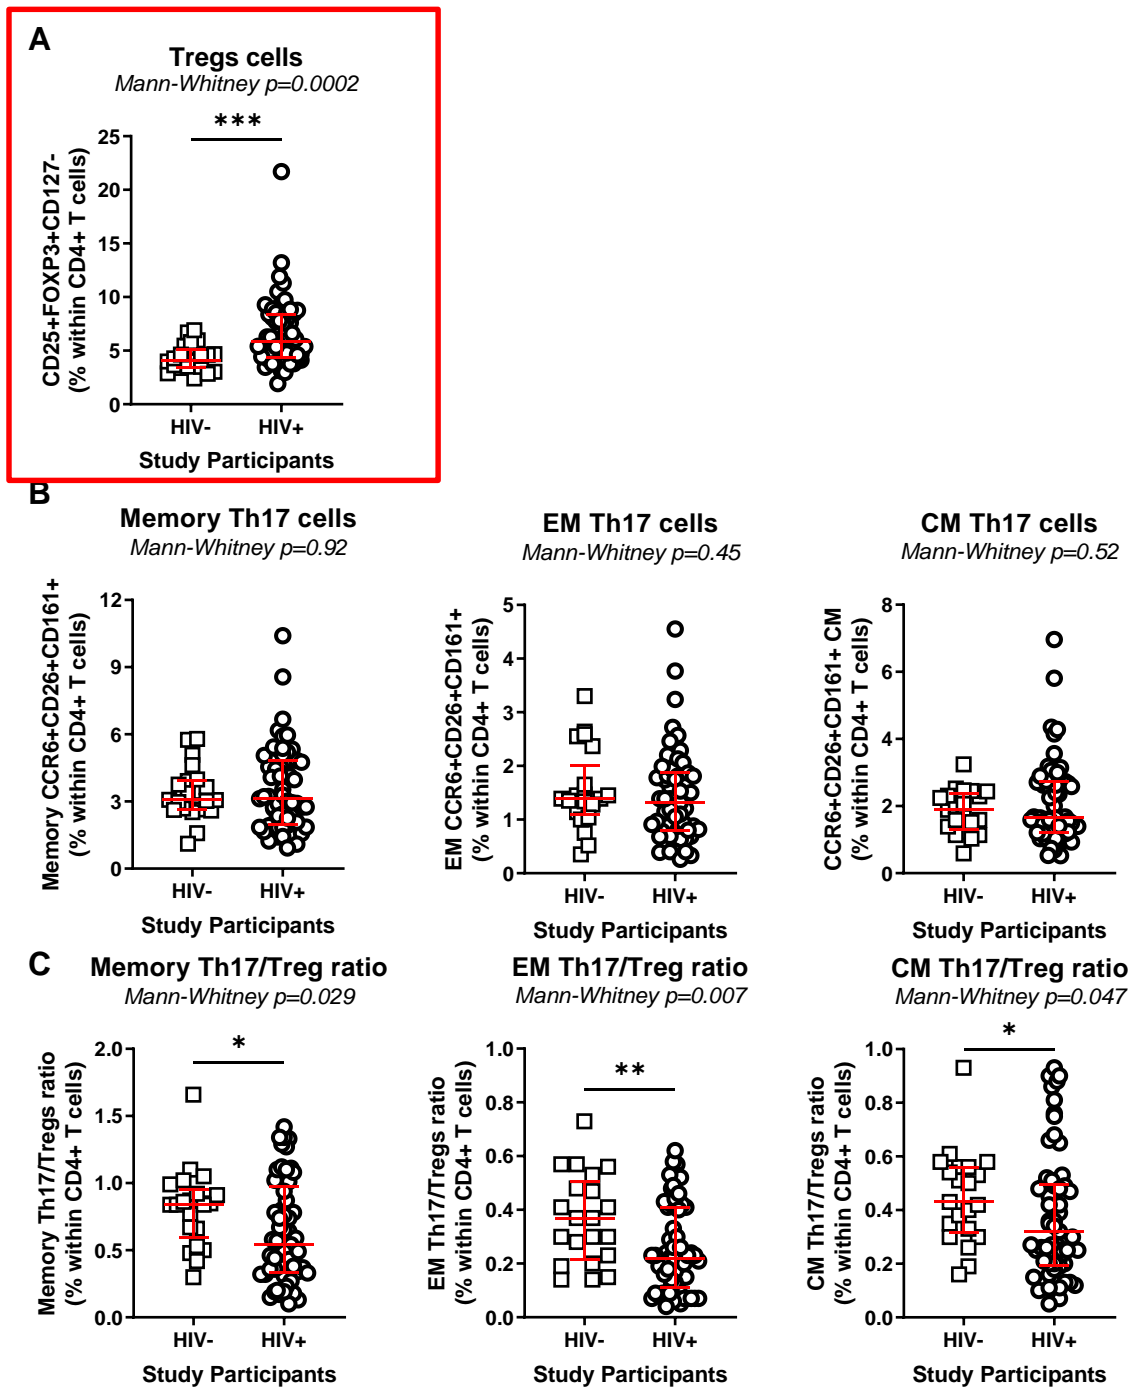 A
Tregs cells
Mann-Whitney p=0.0002
***
CD25+FOXP3+CD127-
(% within CD4+ T cells)
25
20
15
10
5
0
HIV- HIV+
Study Participants
B
Memory Th17 cells
Mann-Whitney p=0.92
Memory CCR6+CD26+CD161+
(% within CD4+ T cells)
12
9
6
3
0
HIV- HIV+
Study Participants
EM Th17 cells
Mann-Whitney p=0.45
EM CCR6+CD26+CD161+
(% within CD4+ T cells)
5
4
3
2
1
0
HIV- HIV+
Study Participants
CM Th17 cells
Mann-Whitney p=0.52
CCR6+CD26+CD161+ CM
(% within CD4+ T cells)
8
6
4
2
0
HIV- HIV+
Study Participants
C
Memory Th17/Treg ratio
Mann-Whitney p=0.029
*
Memory Th17/Tregs ratio
(% within CD4+ T cells)
2.0
1.5
1.0
0.5
0.0
HIV- HIV+
Study Participants
EM Th17/Treg ratio
Mann-Whitney p=0.007
**
EM Th17/Tregs ratio
(% within CD4+ T cells)
1.0
0.8
0.6
0.4
0.2
0.0
HIV- HIV+
Study Participants
CM Th17/Treg ratio
Mann-Whitney p=0.047
*
CM Th17/Tregs ratio
(% within CD4+ T cells)
1.0
0.8
0.6
0.4
0.2
0.0
HIV- HIV+
Study Participants